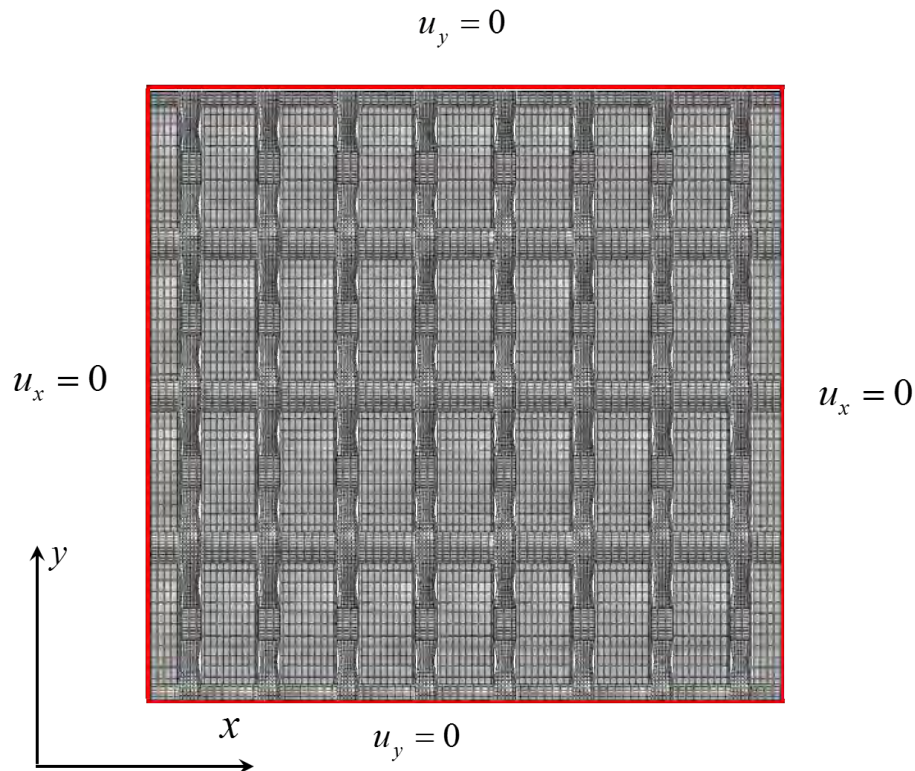 u_y = 0
u_x = 0
u_x = 0
y
x
u_y = 0